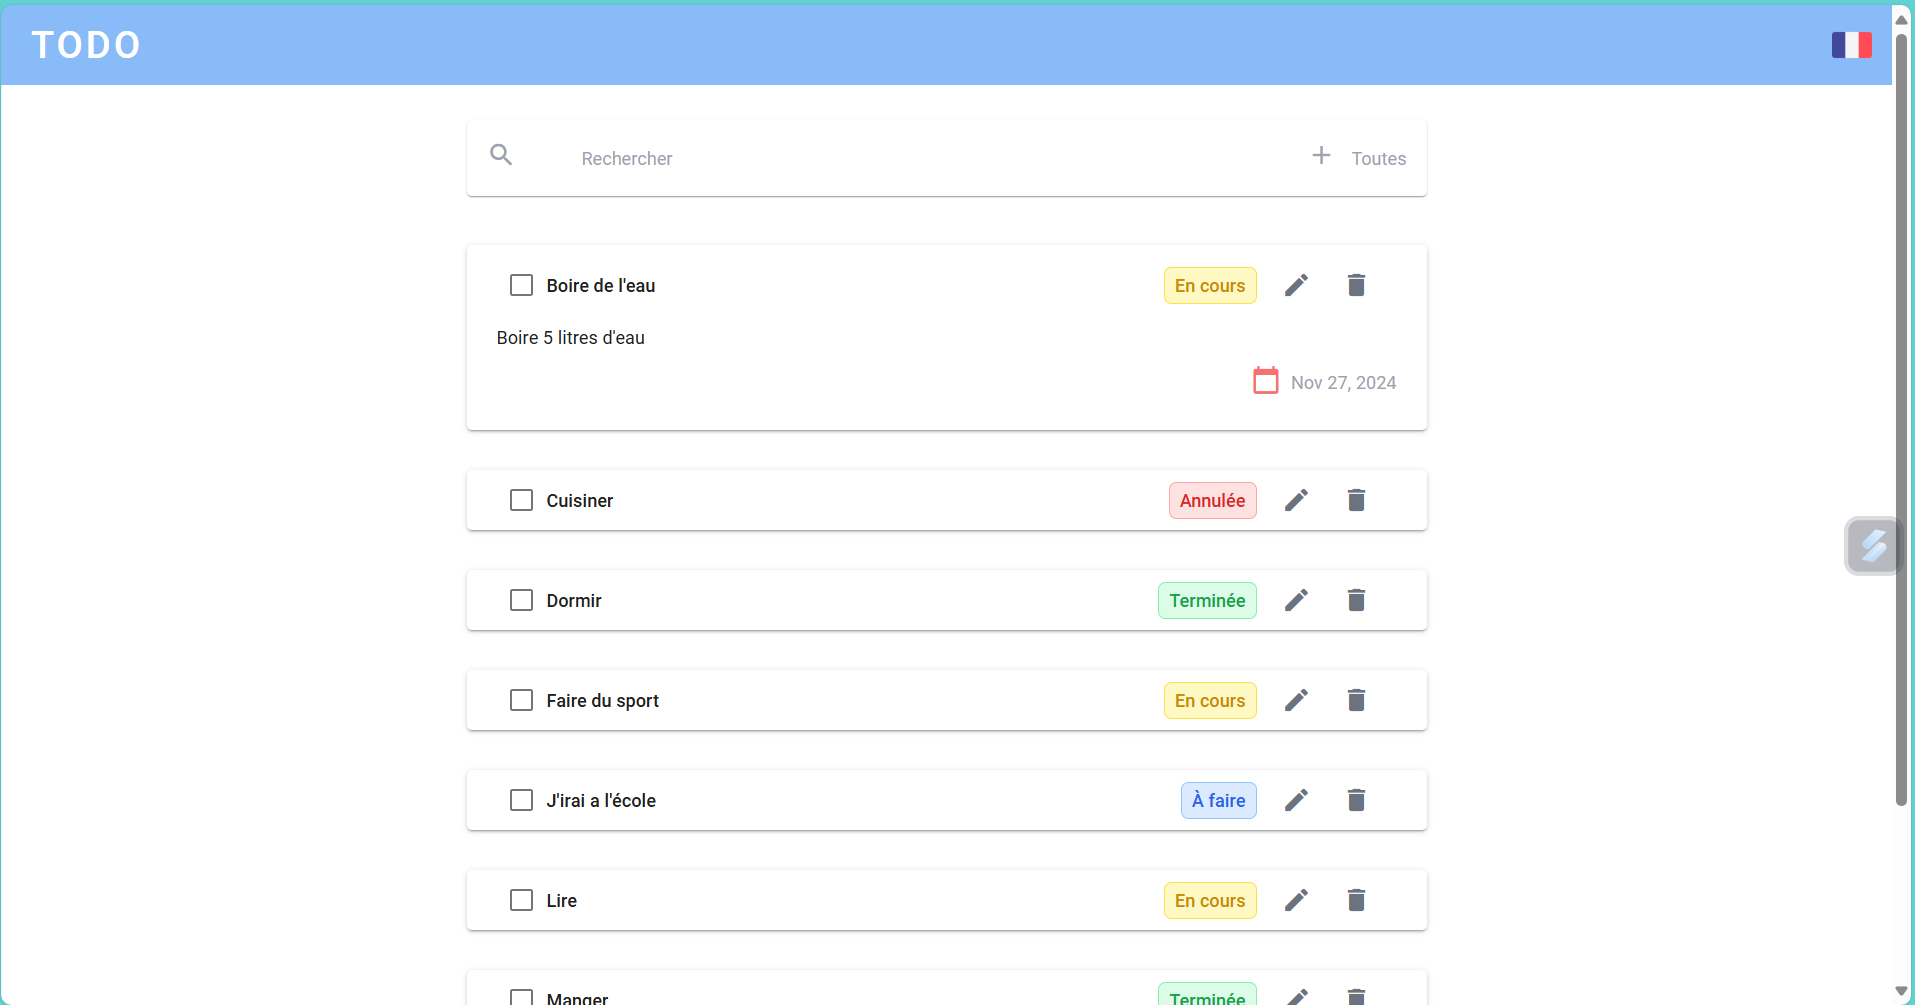 TODO
Rechercher Toutes
Boire de l'eau En cours
Boire 5 litres d'eau
Nov 27, 2024
Cuisiner Annulée
Dormir Terminée
Faire du sport En cours
J'irai a l'école À faire
Lire En cours
Manger Terminée